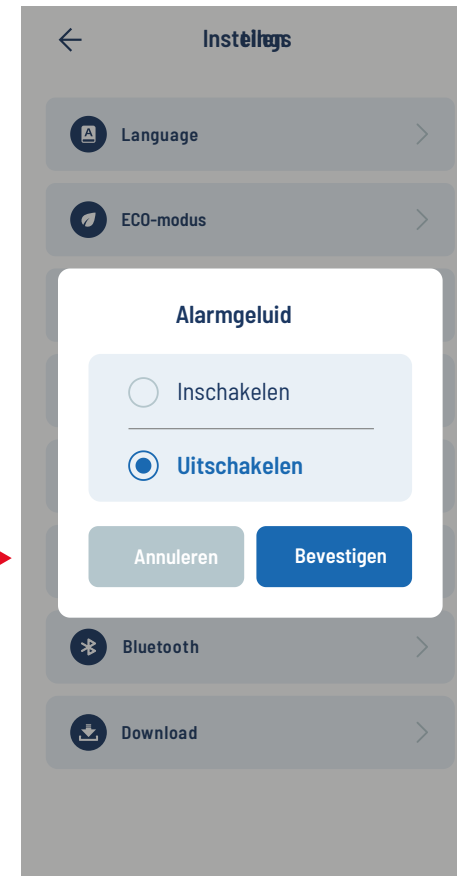 Language
ECO-modus
Alarmgeluid
Inschakelen
Uitschakelen
Annuleren
Bevestigen
Bluetooth
Download